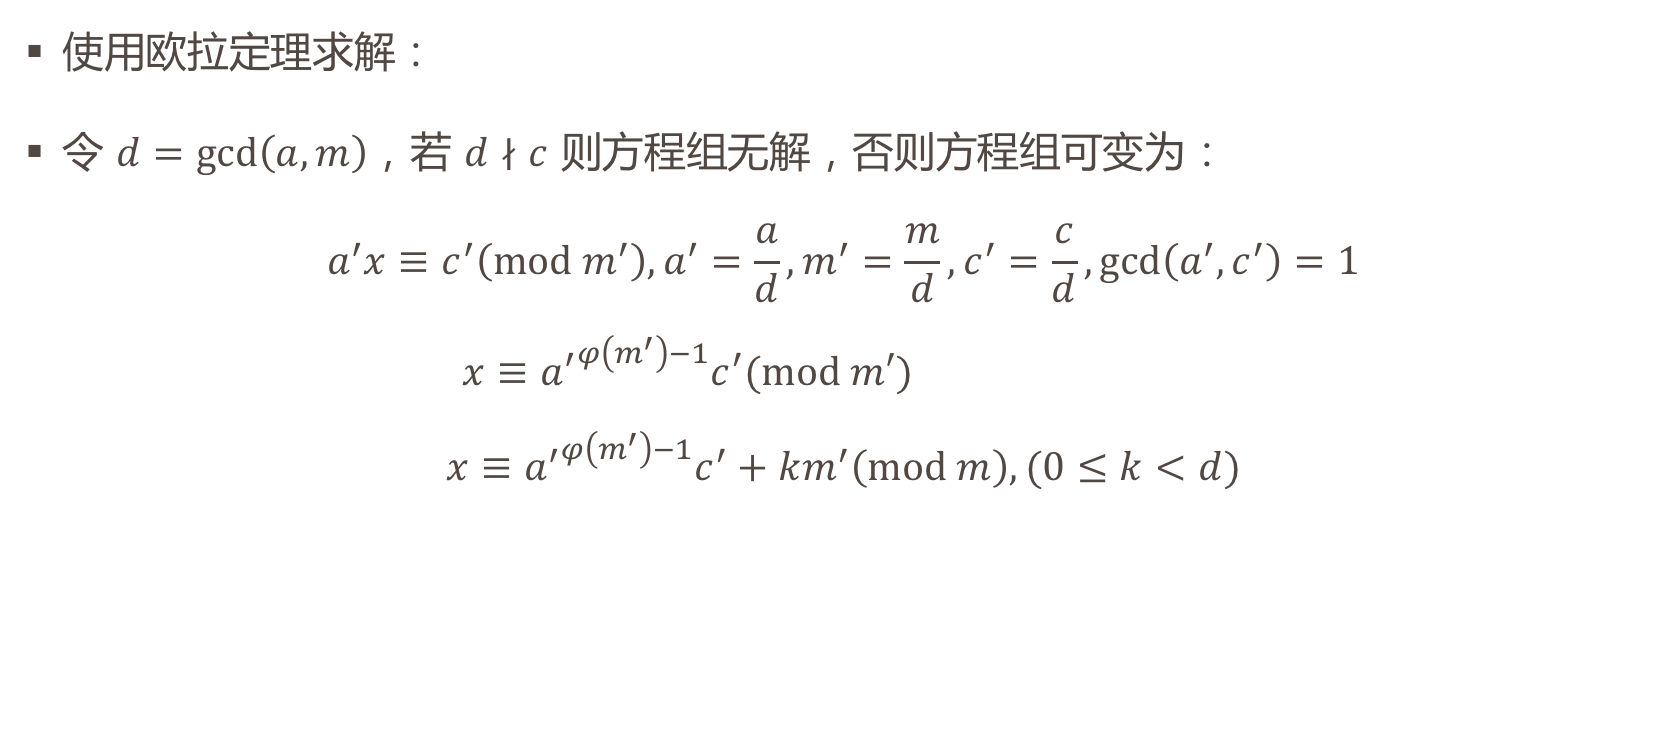 ▪ 使用欧拉定理求解：
▪ 令 d = gcd(a, m)，若 d ∤ c 则方程组无解，否则方程组可变为：
a′x ≡ c′(mod m′), a′ = a/d, m′ = m/d, c′ = c/d, gcd(a′, c′) = 1
x ≡ a′^(φ(m′)−1) c′(mod m′)
x ≡ a′^(φ(m′)−1) c′ + km′(mod m), (0 ≤ k < d)